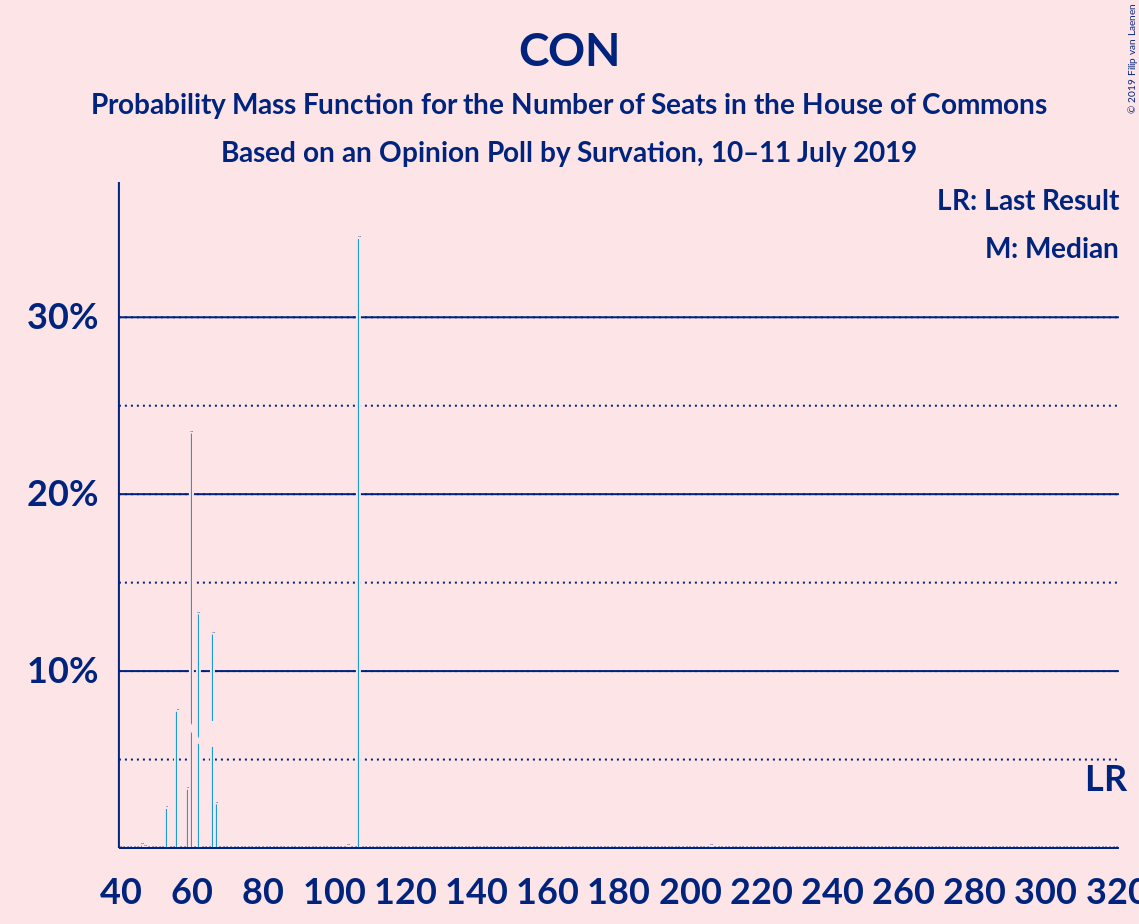 CON
Probability Mass Function for the Number of Seats in the House of Commons
Based on an Opinion Poll by Survation, 10–11 July 2019
© 2019 Filip van Laenen
LR: Last Result
M: Median
30%
20%
10%
LR
40 60 80 100 120 140 160 180 200 220 240 260 280 300 320